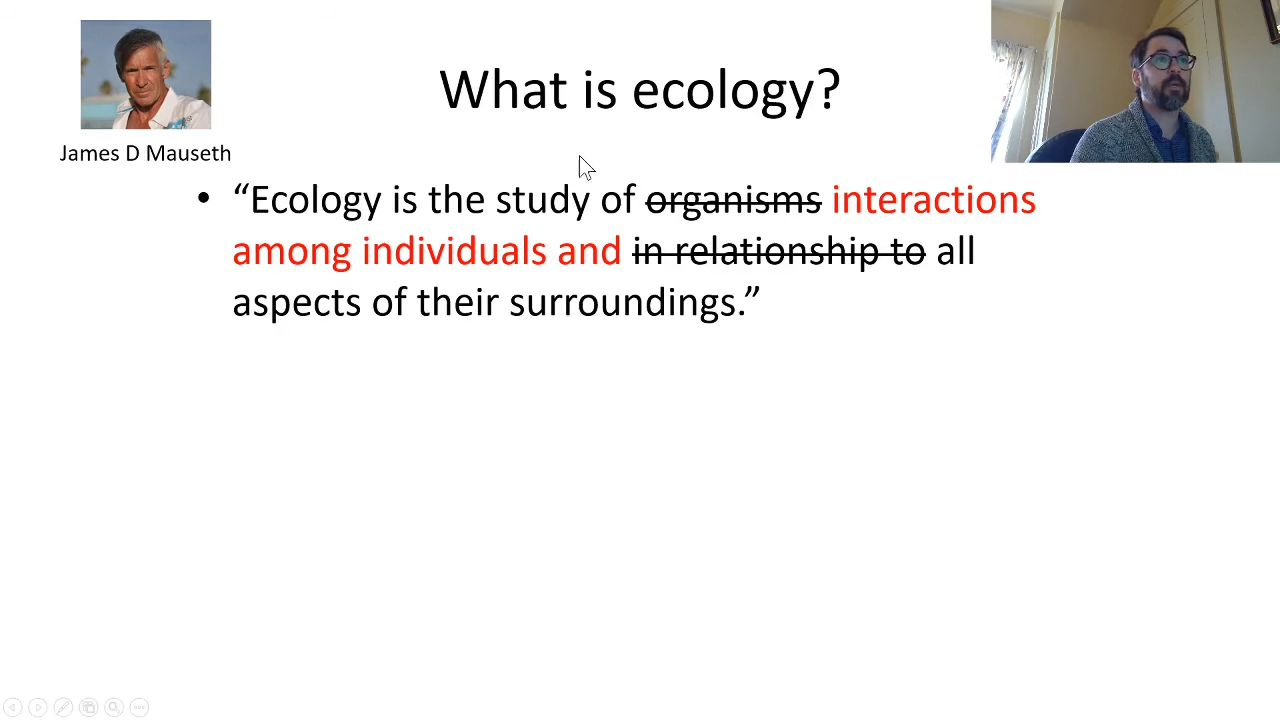 What is ecology?
James D Mauseth
• “Ecology is the study of organisms interactions
among individuals and in relationship to all
aspects of their surroundings.”